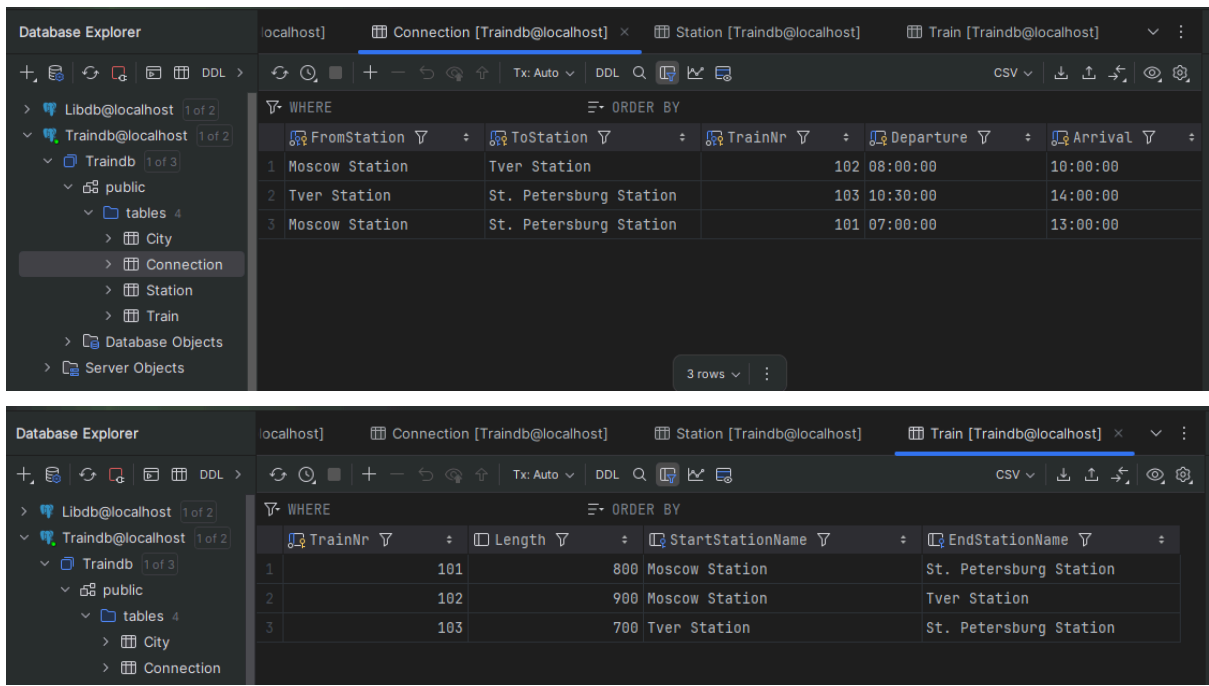 Database Explorer
localhost]
Connection [Traindb@localhost]
Station [Traindb@localhost]
Train [Traindb@localhost]
DDL
Tx: Auto
DDL
CSV
Libdb@localhost 1 of 2
Traindb@localhost 1 of 2
Traindb 1 of 3
public
tables 4
City
Connection
Station
Train
Database Objects
Server Objects
WHERE
ORDER BY
FromStation ToStation TrainNr Departure Arrival
1 Moscow Station Tver Station 102 08:00:00 10:00:00
2 Tver Station St. Petersburg Station 103 10:30:00 14:00:00
3 Moscow Station St. Petersburg Station 101 07:00:00 13:00:00
3 rows
Database Explorer
localhost]
Connection [Traindb@localhost]
Station [Traindb@localhost]
Train [Traindb@localhost]
DDL
Tx: Auto
DDL
CSV
Libdb@localhost 1 of 2
Traindb@localhost 1 of 2
Traindb 1 of 3
public
tables 4
City
Connection
WHERE
ORDER BY
TrainNr Length StartStationName EndStationName
1 101 800 Moscow Station St. Petersburg Station
2 102 900 Moscow Station Tver Station
3 103 700 Tver Station St. Petersburg Station